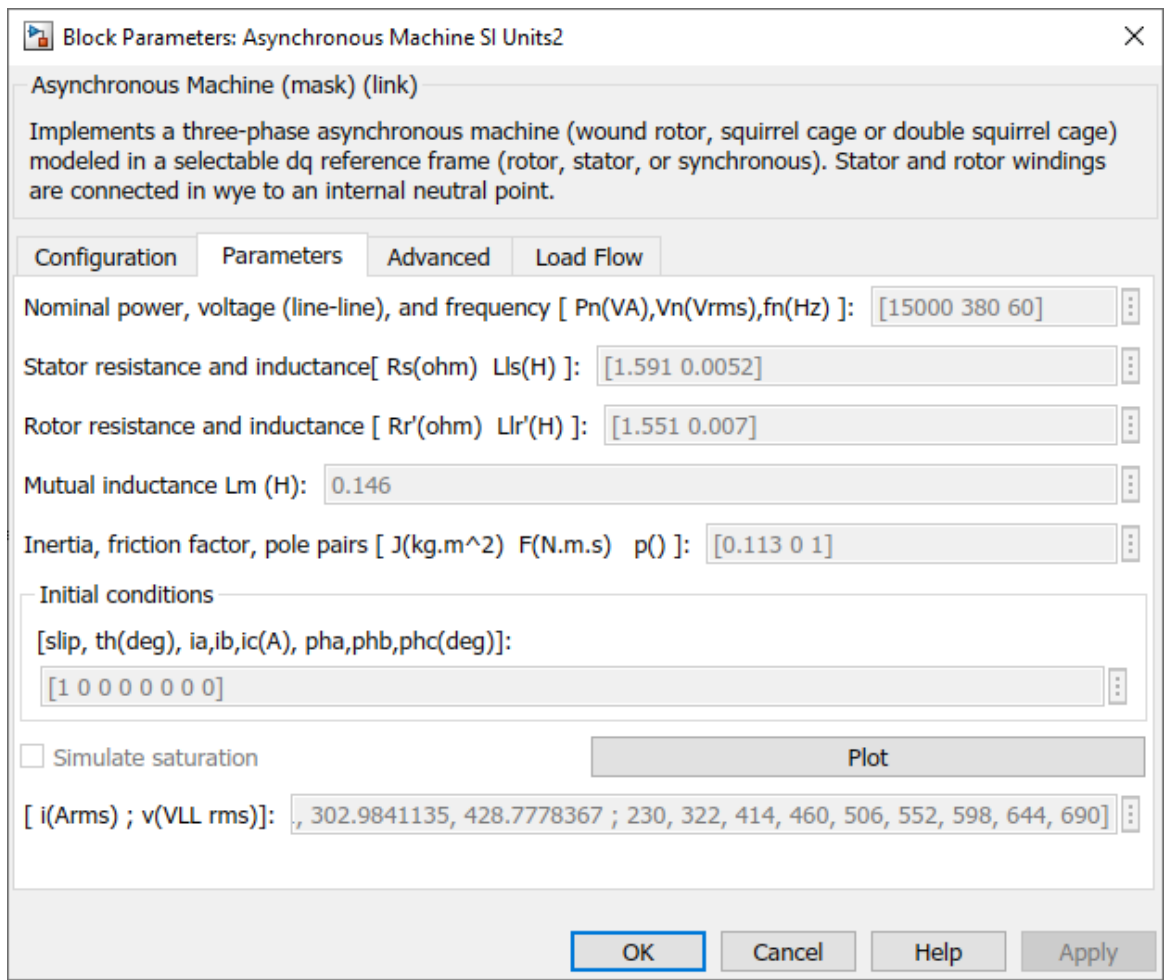 Block Parameters: Asynchronous Machine SI Units2
Asynchronous Machine (mask) (link)
Implements a three-phase asynchronous machine (wound rotor, squirrel cage or double squirrel cage)
modeled in a selectable dq reference frame (rotor, stator, or synchronous). Stator and rotor windings
are connected in wye to an internal neutral point.
Configuration Parameters Advanced Load Flow
Nominal power, voltage (line-line), and frequency [ Pn(VA),Vn(Vrms),fn(Hz) ]: [15000 380 60]
Stator resistance and inductance[ Rs(ohm) Lls(H) ]: [1.591 0.0052]
Rotor resistance and inductance [ Rr'(ohm) Llr'(H) ]: [1.551 0.007]
Mutual inductance Lm (H): 0.146
Inertia, friction factor, pole pairs [ J(kg.m^2) F(N.m.s) p() ]: [0.113 0 1]
Initial conditions
[slip, th(deg), ia,ib,ic(A), pha,phb,phc(deg)]:
[1 0 0 0 0 0 0 0]
Simulate saturation Plot
[ i(Arms) ; v(VLL rms)]: , 302.9841135, 428.7778367 ; 230, 322, 414, 460, 506, 552, 598, 644, 690]
OK Cancel Help Apply